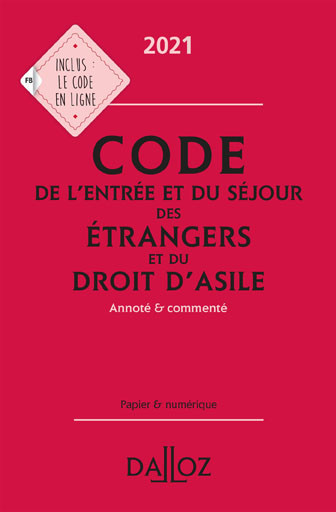 2021
INCLUS :
LE CODE
EN LIGNE
FB
CODE
DE L'ENTRÉE ET DU SÉJOUR
DES
ÉTRANGERS
ET DU
DROIT D'ASILE
Annoté & commenté
Papier & numérique
DALLOZ